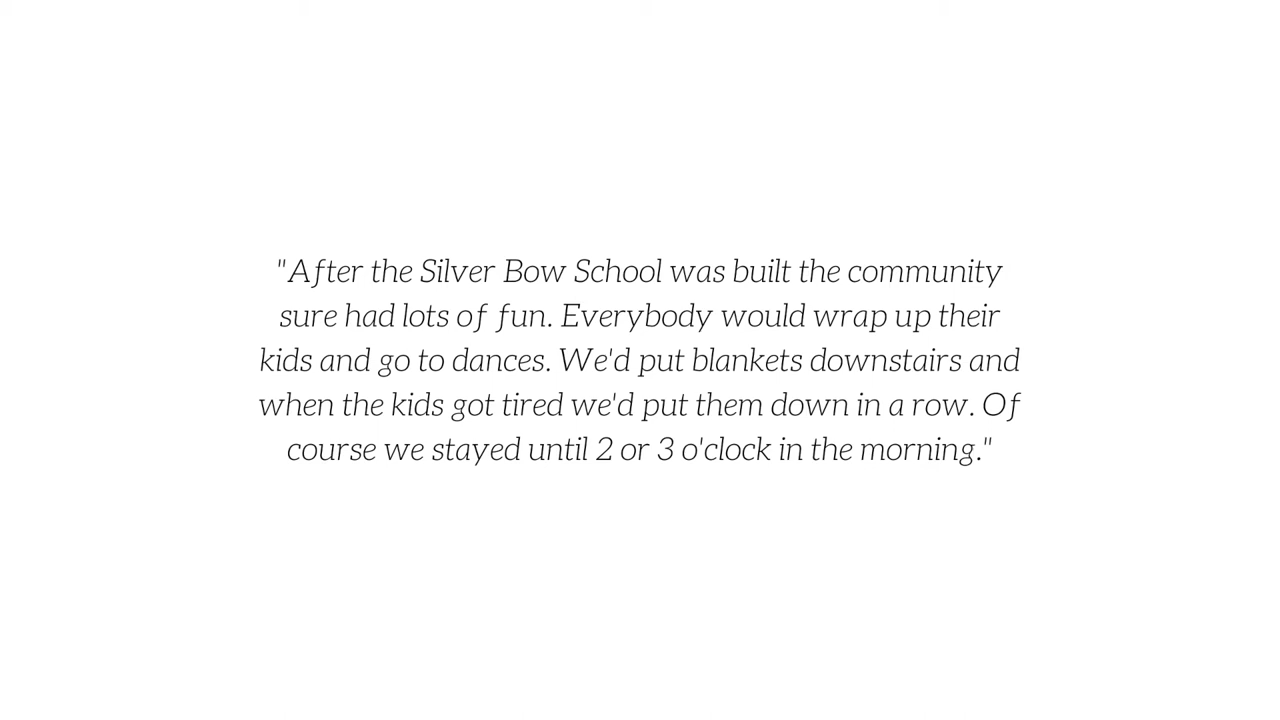 "After the Silver Bow School was built the community
sure had lots of fun. Everybody would wrap up their
kids and go to dances. We'd put blankets downstairs and
when the kids got tired we'd put them down in a row. Of
course we stayed until 2 or 3 o'clock in the morning."